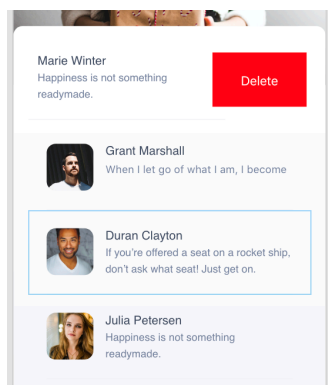 Marie Winter
Happiness is not something
readymade.
Delete
Grant Marshall
When I let go of what I am, I become
Duran Clayton
If you’re offered a seat on a rocket ship,
don’t ask what seat! Just get on.
Julia Petersen
Happiness is not something
readymade.